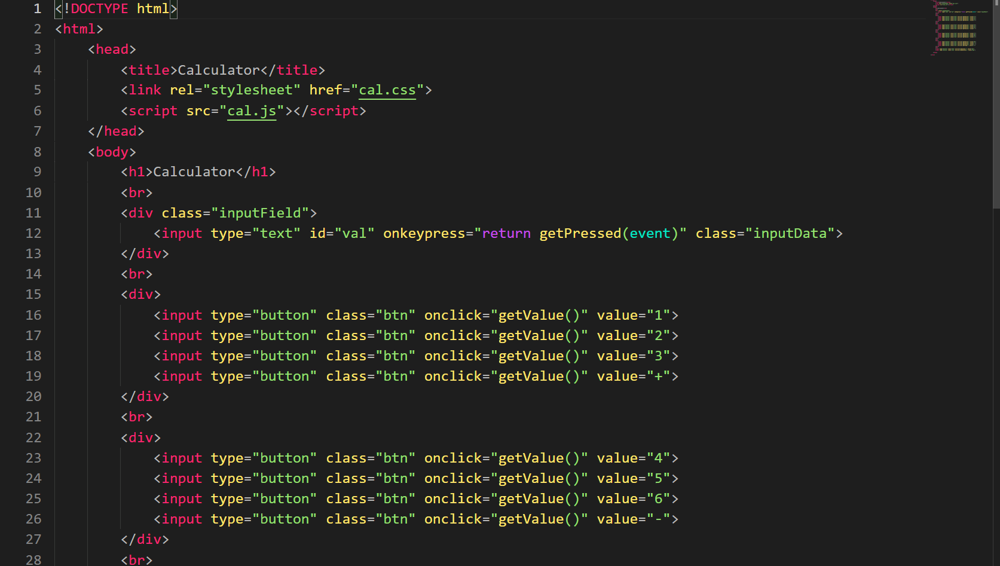 1 <!DOCTYPE html>
2 <html>
3     <head>
4         <title>Calculator</title>
5         <link rel="stylesheet" href="cal.css">
6         <script src="cal.js"></script>
7     </head>
8     <body>
9         <h1>Calculator</h1>
10         <br>
11         <div class="inputField">
12             <input type="text" id="val" onkeypress="return getPressed(event)" class="inputData">
13         </div>
14         <br>
15         <div>
16             <input type="button" class="btn" onclick="getValue()" value="1">
17             <input type="button" class="btn" onclick="getValue()" value="2">
18             <input type="button" class="btn" onclick="getValue()" value="3">
19             <input type="button" class="btn" onclick="getValue()" value="+">
20         </div>
21         <br>
22         <div>
23             <input type="button" class="btn" onclick="getValue()" value="4">
24             <input type="button" class="btn" onclick="getValue()" value="5">
25             <input type="button" class="btn" onclick="getValue()" value="6">
26             <input type="button" class="btn" onclick="getValue()" value="-">
27         </div>
28         <br>